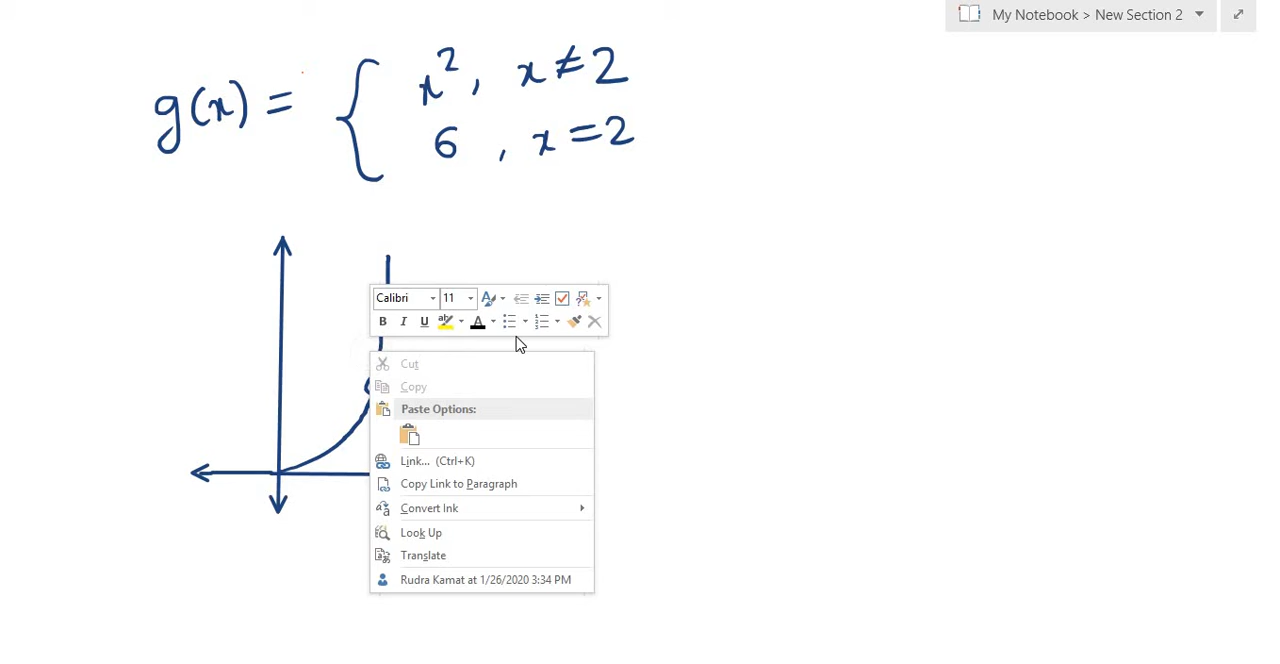 My Notebook > New Section 2
g(x) = { x², x ≠ 2
6, x = 2
Calibri 11
B I U ab A
Cut
Copy
Paste Options:
Link... (Ctrl+K)
Copy Link to Paragraph
Convert Ink
Look Up
Translate
Rudra Kamat at 1/26/2020 3:34 PM